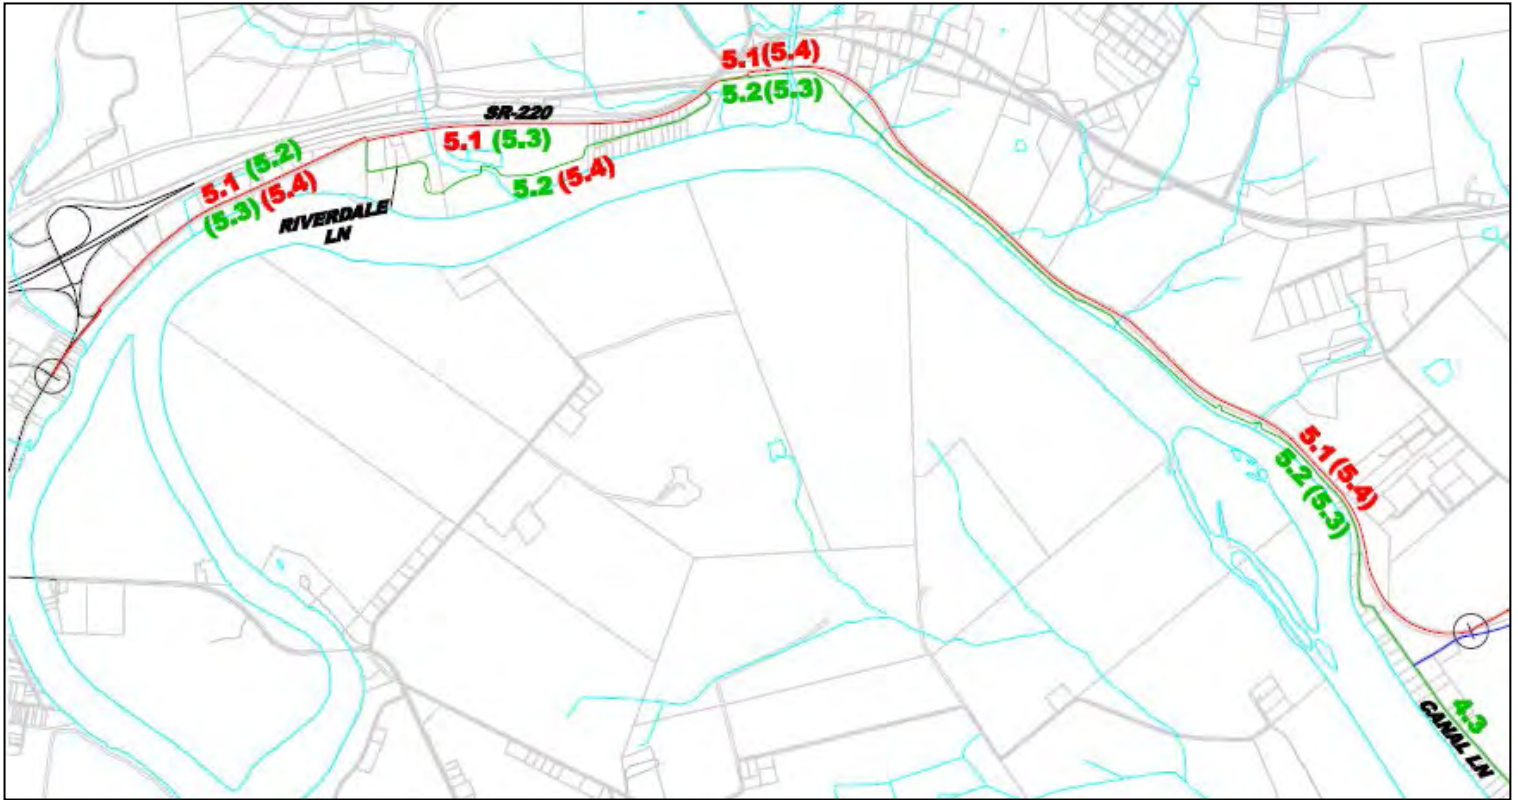 5.1(5.4)
5.2(5.3)
SR-220
5.1 (5.3)
5.1 (5.2)
(5.3)(5.4)
5.2 (5.4)
RIVERDALE
LN
5.1(5.4)
5.2 (5.3)
4.3
CANAL LN